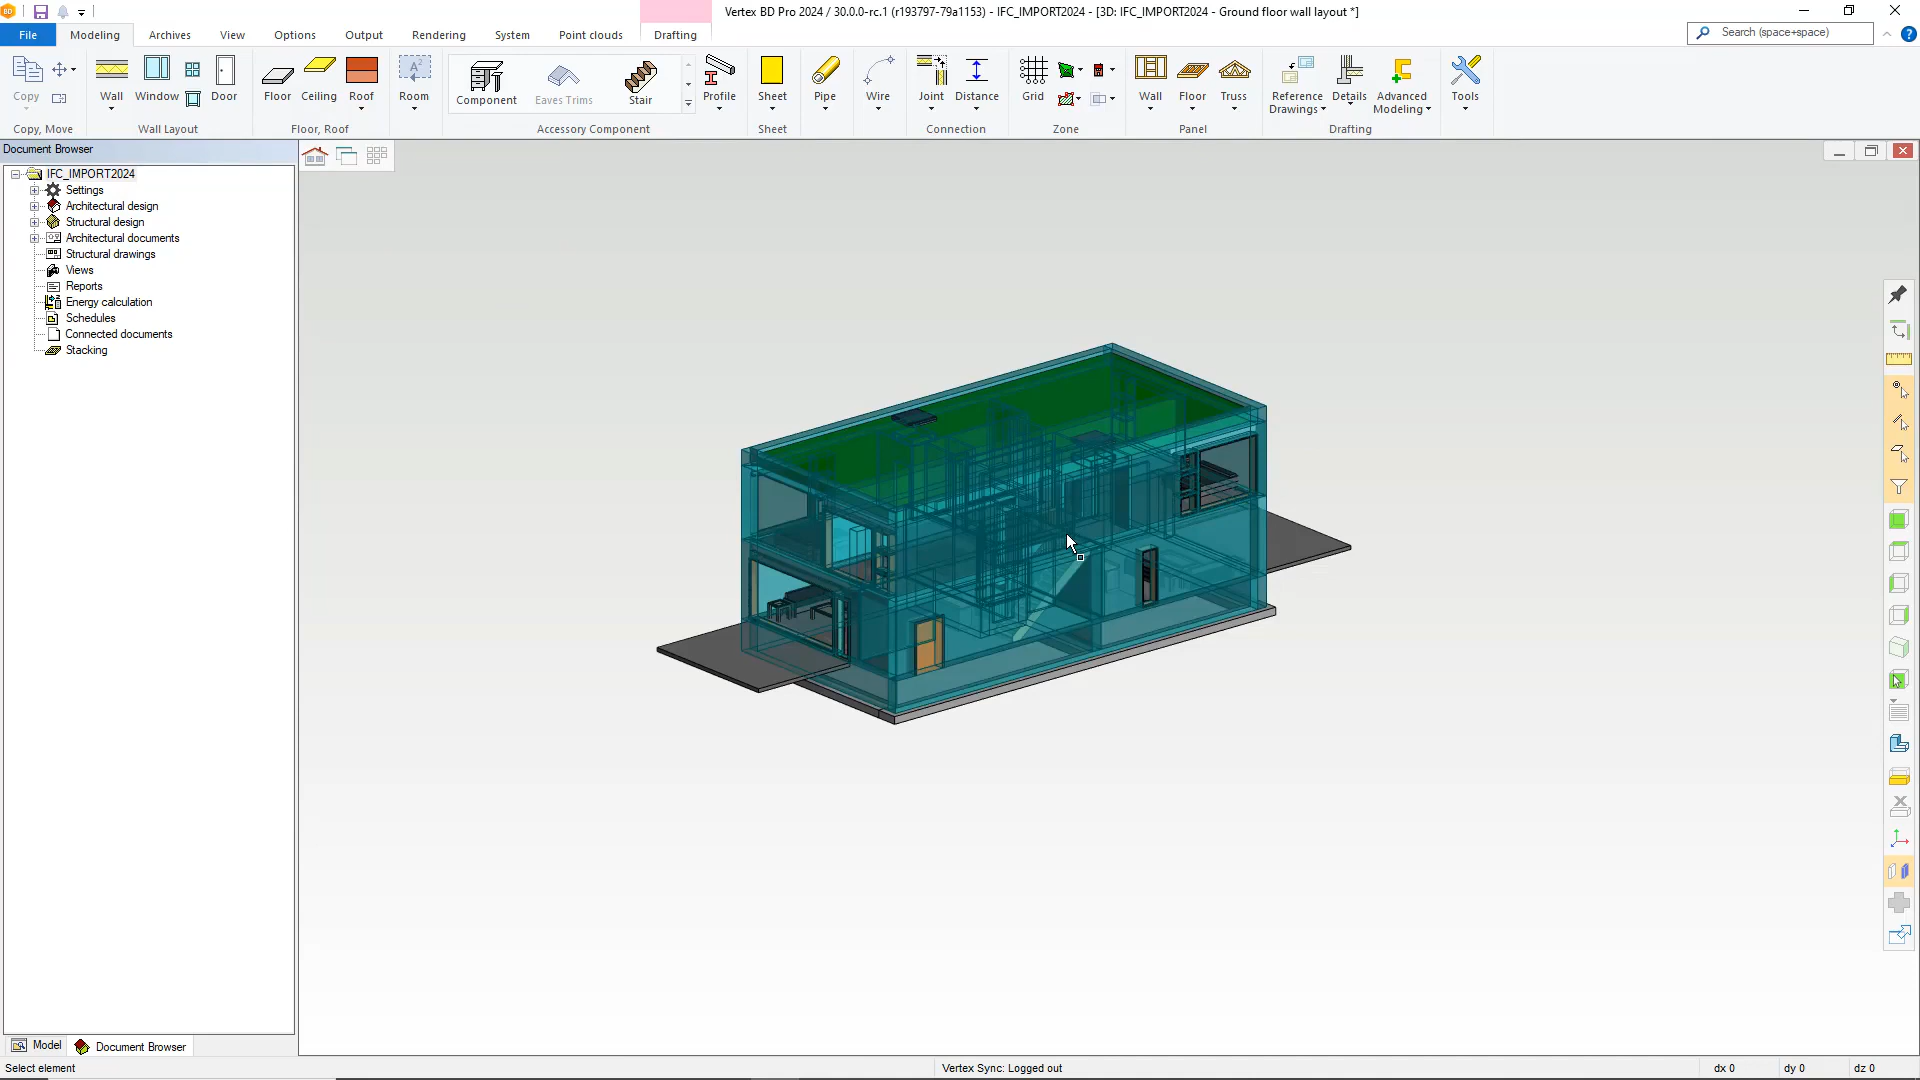 BD
Vertex BD Pro 2024 / 30.0.0-rc.1 (r193797-79a1153) - IFC_IMPORT2024 - [3D: IFC_IMPORT2024 - Ground floor wall layout *]
File
Modeling
Archives
View
Options
Output
Rendering
System
Point clouds
Drafting
Search (space+space)
?
Copy
Wall
Window
Door
Floor
Ceiling
Roof
Room
Component
Eaves Trims
Stair
Profile
Sheet
Pipe
Wire
Joint
Distance
Grid
Wall
Floor
Truss
Reference
Drawings
Details
Advanced
Modeling
Tools
Copy, Move
Wall Layout
Floor, Roof
Accessory Component
Sheet
Connection
Zone
Panel
Drafting
Document Browser
IFC_IMPORT2024
Settings
Architectural design
Structural design
Architectural documents
Structural drawings
Views
Reports
Energy calculation
Schedules
Connected documents
Stacking
Model
Document Browser
Select element
Vertex Sync: Logged out
dx 0
dy 0
dz 0